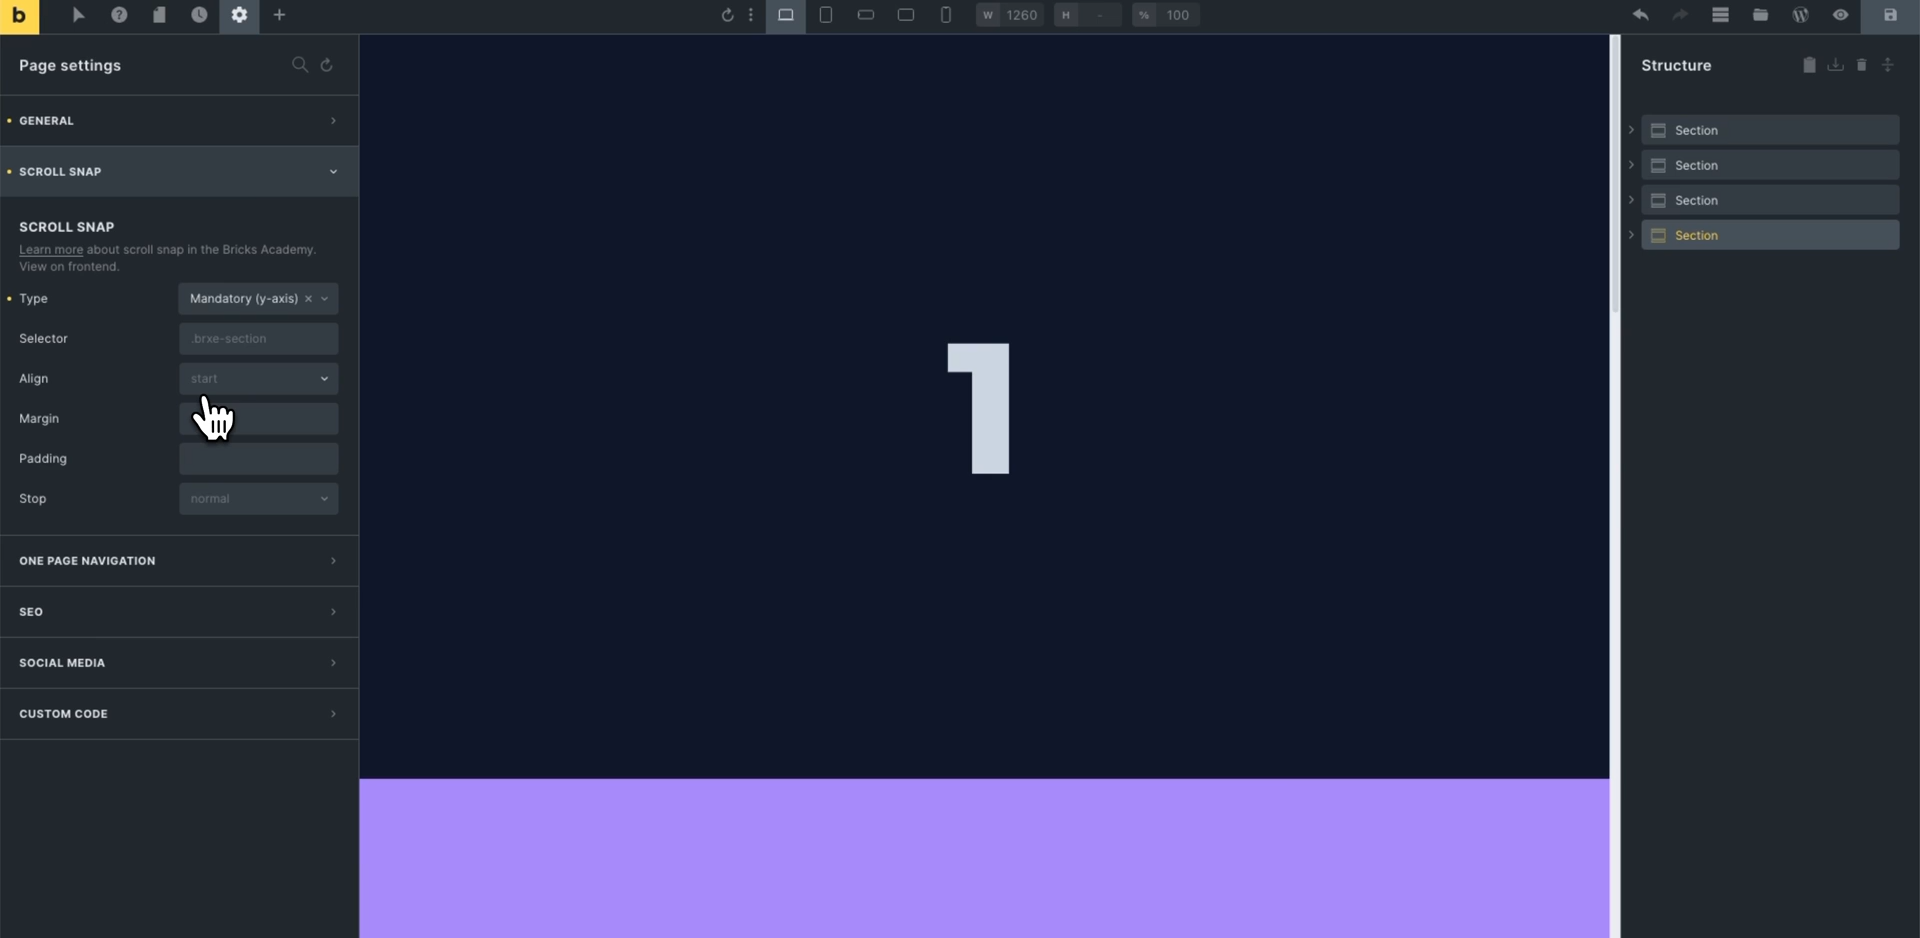 b
W 1260 H - % 100
Page settings
GENERAL
SCROLL SNAP
SCROLL SNAP
Learn more about scroll snap in the Bricks Academy.
View on frontend.
Type Mandatory (y-axis)
Selector .brxe-section
Align start
Margin
Padding
Stop normal
ONE PAGE NAVIGATION
SEO
SOCIAL MEDIA
CUSTOM CODE
1
Structure
Section
Section
Section
Section